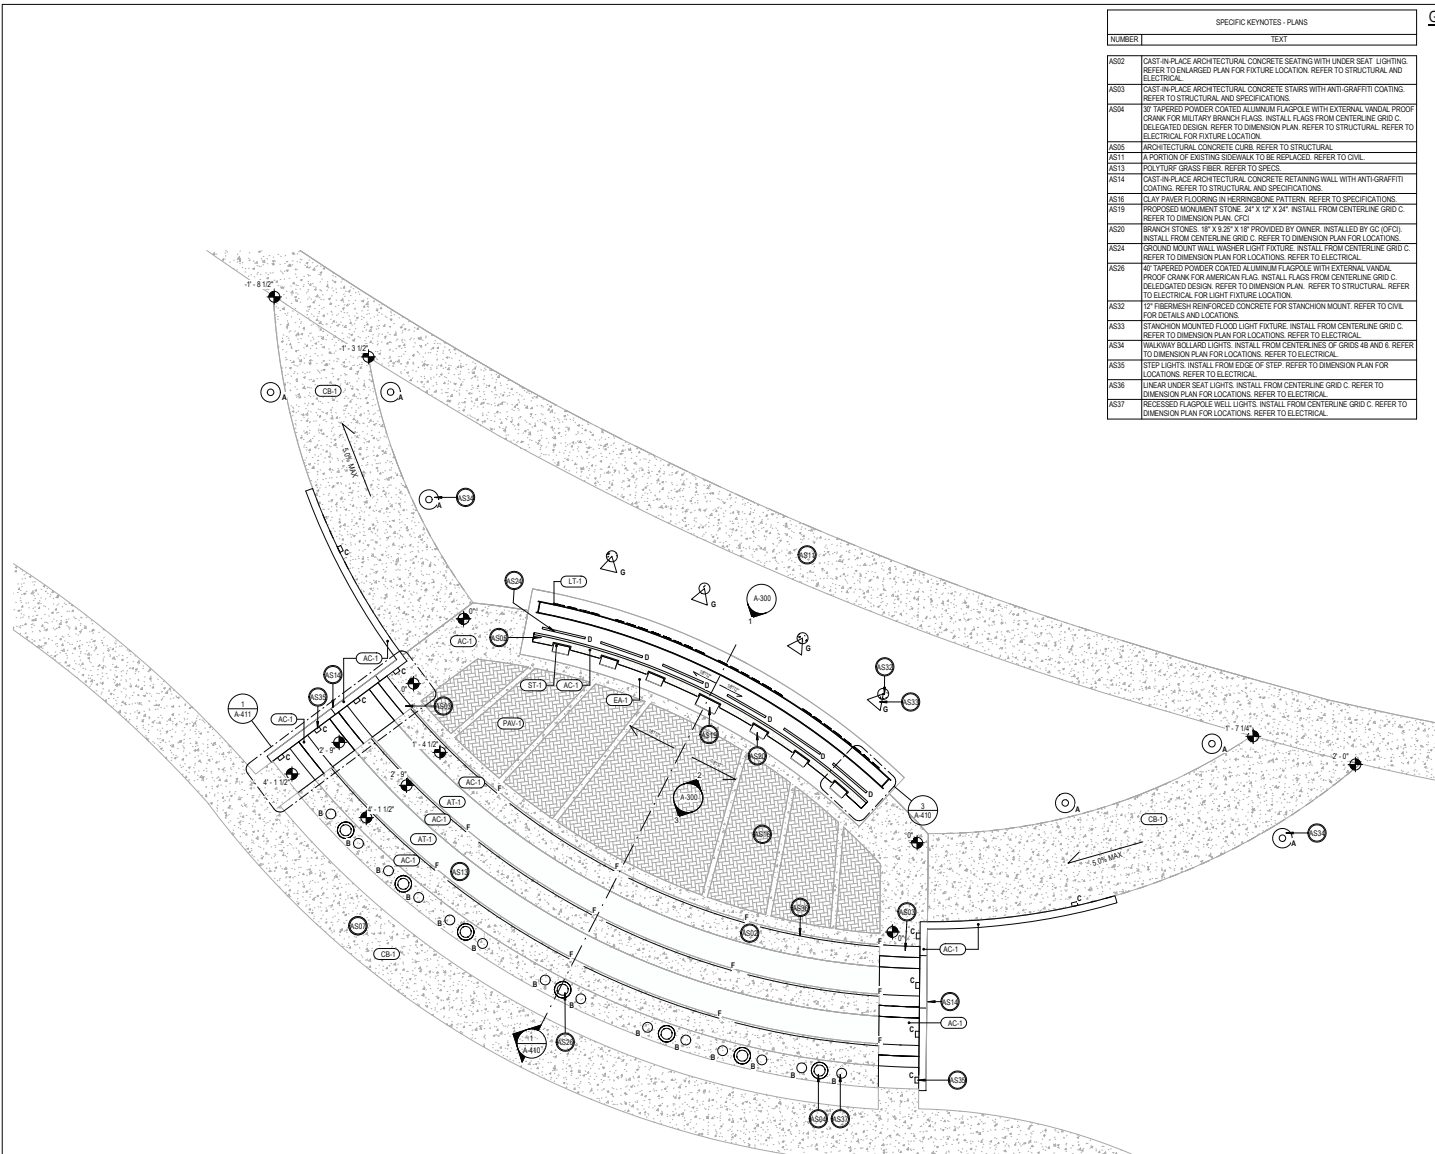 G
SPECIFIC KEYNOTES - PLANS
NUMBER TEXT
AS02 CAST-IN-PLACE ARCHITECTURAL CONCRETE SEATING WITH UNDER SEAT LIGHTING.
REFER TO ENLARGED PLAN FOR FIXTURE LOCATION. REFER TO STRUCTURAL AND
ELECTRICAL.
AS03 CAST-IN-PLACE ARCHITECTURAL CONCRETE STAIRS WITH ANTI-GRAFFITI COATING.
REFER TO STRUCTURAL AND SPECIFICATIONS.
AS04 30' TAPERED POWDER COATED ALUMNUM FLAGPOLE WITH EXTERNAL VANDAL PROOF
CRANK FOR MILITARY BRANCH FLAGS. INSTALL FLAGS FROM CENTERLINE GRID C.
DELEGATED DESIGN. REFER TO DIMENSION PLAN. REFER TO STRUCTURAL. REFER TO
ELECTRICAL FOR FIXTURE LOCATION.
AS05 ARCHITECTURAL CONCRETE CURB. REFER TO STRUCTURAL
AS11 A PORTION OF EXISTING SIDEWALK TO BE REPLACED. REFER TO CIVIL.
AS13 POLYTURF GRASS FIBER. REFER TO SPECS.
AS14 CAST-IN-PLACE ARCHITECTURAL CONCRETE RETAINING WALL WITH ANTI-GRAFFITI
COATING. REFER TO STRUCTURAL AND SPECIFICATIONS.
AS16 CLAY PAVER FLOORING IN HERRINGBONE PATTERN. REFER TO SPECIFICATIONS.
AS19 PROPOSED MONUMENT STONE. 24" X 12" X 24". INSTALL FROM CENTERLINE GRID C.
REFER TO DIMENSION PLAN. CFCI
AS20 BRANCH STONES. 18" X 9.25" X 18" PROVIDED BY OWNER. INSTALLED BY GC (OFCI).
INSTALL FROM CENTERLINE GRID C. REFER TO DIMENSION PLAN FOR LOCATIONS.
AS24 GROUND MOUNT WALL WASHER LIGHT FIXTURE. INSTALL FROM CENTERLINE GRID C.
REFER TO DIMENSION PLAN FOR LOCATIONS. REFER TO ELECTRICAL.
AS26 40' TAPERED POWDER COATED ALUMINUM FLAGPOLE WITH EXTERNAL VANDAL
PROOF CRANK FOR AMERICAN FLAG. INSTALL FLAGS FROM CENTERLINE GRID C.
DELEDGATED DESIGN. REFER TO DIMENSION PLAN. REFER TO STRUCTURAL. REFER
TO ELECTRICAL FOR LIGHT FIXTURE LOCATION.
AS32 12" FIBERMESH REINFORCED CONCRETE FOR STANCHION MOUNT. REFER TO CIVIL
FOR DETAILS AND LOCATIONS.
AS33 STANCHION MOUNTED FLOOD LIGHT FIXTURE. INSTALL FROM CENTERLINE GRID C.
REFER TO DIMENSION PLAN FOR LOCATIONS. REFER TO ELECTRICAL.
AS34 WALKWAY BOLLARD LIGHTS. INSTALL FROM CENTERLINES OF GRIDS 4B AND 6. REFER
TO DIMENSION PLAN FOR LOCATIONS. REFER TO ELECTRICAL.
AS35 STEP LIGHTS. INSTALL FROM EDGE OF STEP. REFER TO DIMENSION PLAN FOR
LOCATIONS. REFER TO ELECTRICAL.
AS36 LINEAR UNDER SEAT LIGHTS. INSTALL FROM CENTERLINE GRID C. REFER TO
DIMENSION PLAN FOR LOCATIONS. REFER TO ELECTRICAL.
AS37 RECESSED FLAGPOLE WELL LIGHTS. INSTALL FROM CENTERLINE GRID C. REFER TO
DIMENSION PLAN FOR LOCATIONS. REFER TO ELECTRICAL.
-1' - 8 1/2"
-1' - 3 1/2"
A
CB-1
A
5.0% MAX
AS34
A
C
AS11
AS24
LT-1
G
G
A-300
1
G
0"
AC-1
AS05
D
D
D
D
D
D
AC-1
AS14
ST-1
AC-1
EA-1
AS32
AS33
G
C
0"
AS03
1
A-411
AS35
C
AC-1
C
C
PAV-1
AS19
AS20
2' - 9"
1' - 4 1/2"
4' - 1 1/2"
2' - 9"
AC-1
2
A-300
3
F
AT-1
AC-1
4' - 1 1/2"
AT-1
AC-1
AS13
3
A-410
0"
AS16
1' - 7 1/4"
2' - 0"
A
A
CB-1
AS34
A
5.0% MAX
B
B
B
B
B
B
F
F
F
F
AS36
AS03
C
AS07
CB-1
AS02
0"
C
AC-1
F
F
F
F
F
F
C
AS14
AC-1
C
B
B
B
B
B
B
B
B
1
A-410
AS26
C
AS35
AS04
AS37